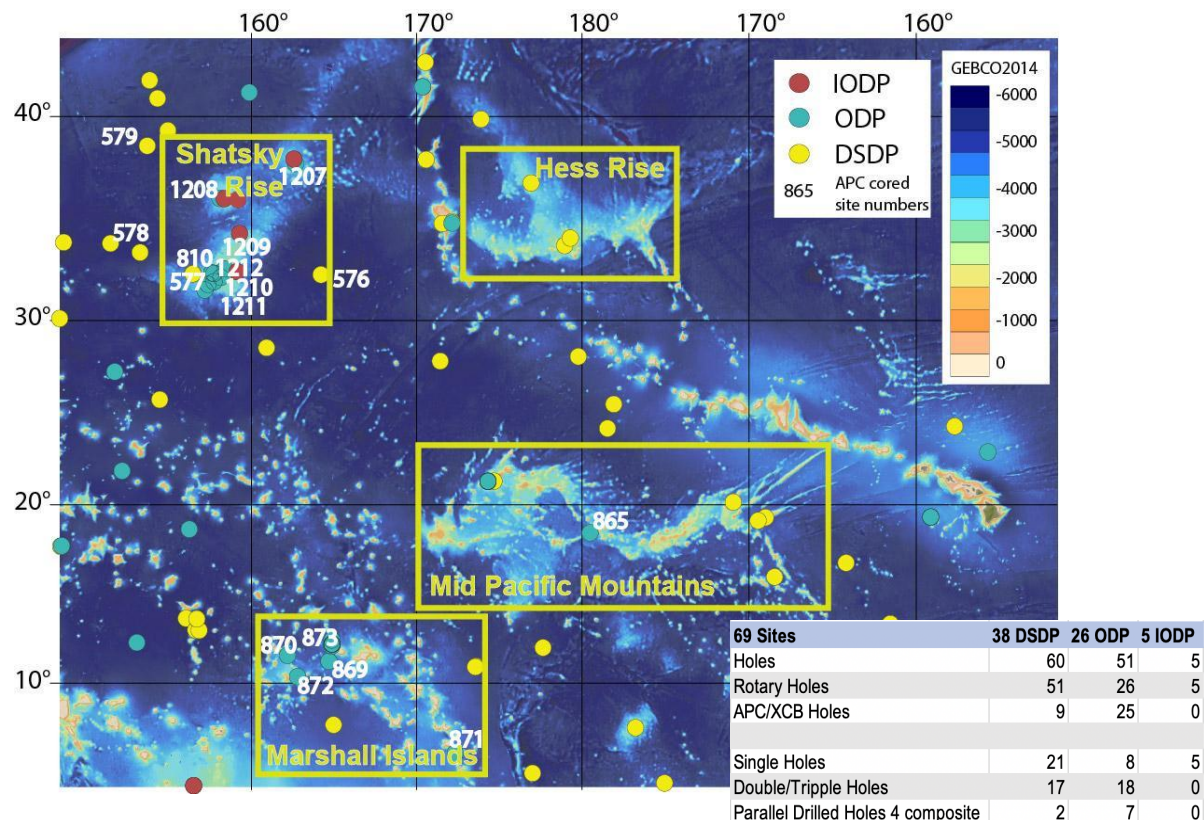 160° 170° 180° 170° 160°
40°
30°
20°
10°
IODP
ODP
DSDP
865 APC cored
site numbers
GEBCO2014
-6000
-5000
-4000
-3000
-2000
-1000
0
579
Shatsky
Rise
1207
1208
578
1209
810
1212
577
1210
1211
576
Hess Rise
865
Mid Pacific Mountains
870
873
869
872
871
Marshall Islands
69 Sites 38 DSDP 26 ODP 5 IODP
Holes 60 51 5
Rotary Holes 51 26 5
APC/XCB Holes 9 25 0
Single Holes 21 8 5
Double/Tripple Holes 17 18 0
Parallel Drilled Holes 4 composite 2 7 0